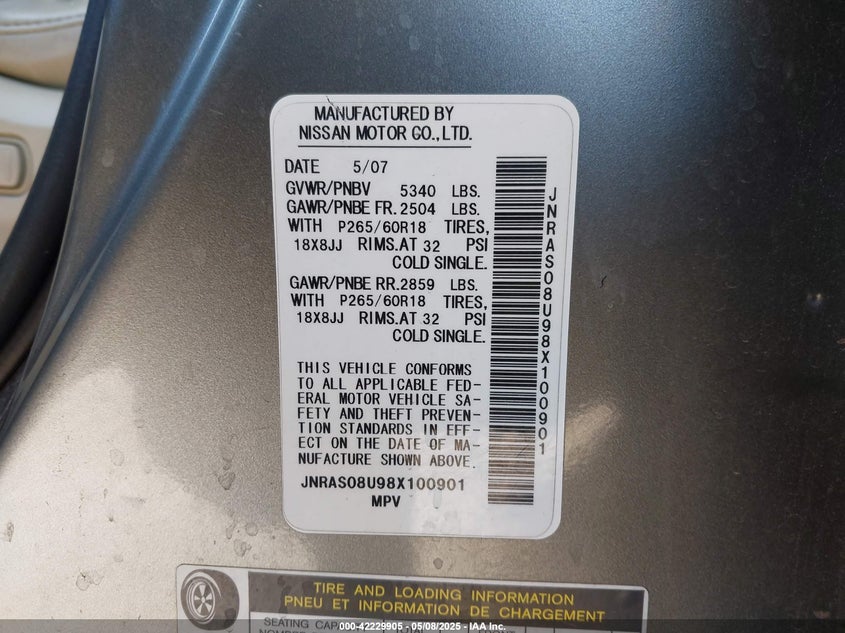 MANUFACTURED BY
NISSAN MOTOR CO.,LTD.
DATE 5/07
GVWR/PNBV 5340 LBS.
GAWR/PNBE FR. 2504 LBS.
WITH P265/60R18 TIRES,
18X8JJ RIMS.AT 32 PSI
COLD SINGLE.
GAWR/PNBE RR. 2859 LBS.
WITH P265/60R18 TIRES,
18X8JJ RIMS.AT 32 PSI
COLD SINGLE.
THIS VEHICLE CONFORMS
TO ALL APPLICABLE FED-
ERAL MOTOR VEHICLE SA-
FETY AND THEFT PREVEN-
TION STANDARDS IN EFF-
ECT ON THE DATE OF MA-
NUFACTURE SHOWN ABOVE.
JNRAS08U98X100901
MPV
JNRAS08U98X100901
TIRE AND LOADING INFORMATION
PNEU ET INFORMATION DE CHARGEMENT
SEATING
000-42229905 - 05/08/2025 - IAA Inc.